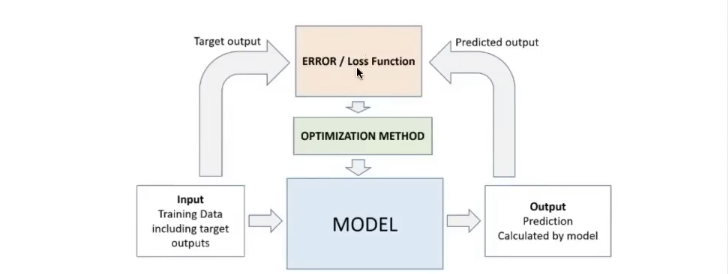 Target output
ERROR / Loss Function
Predicted output
OPTIMIZATION METHOD
Input
Training Data
including target
outputs
MODEL
Output
Prediction
Calculated by model